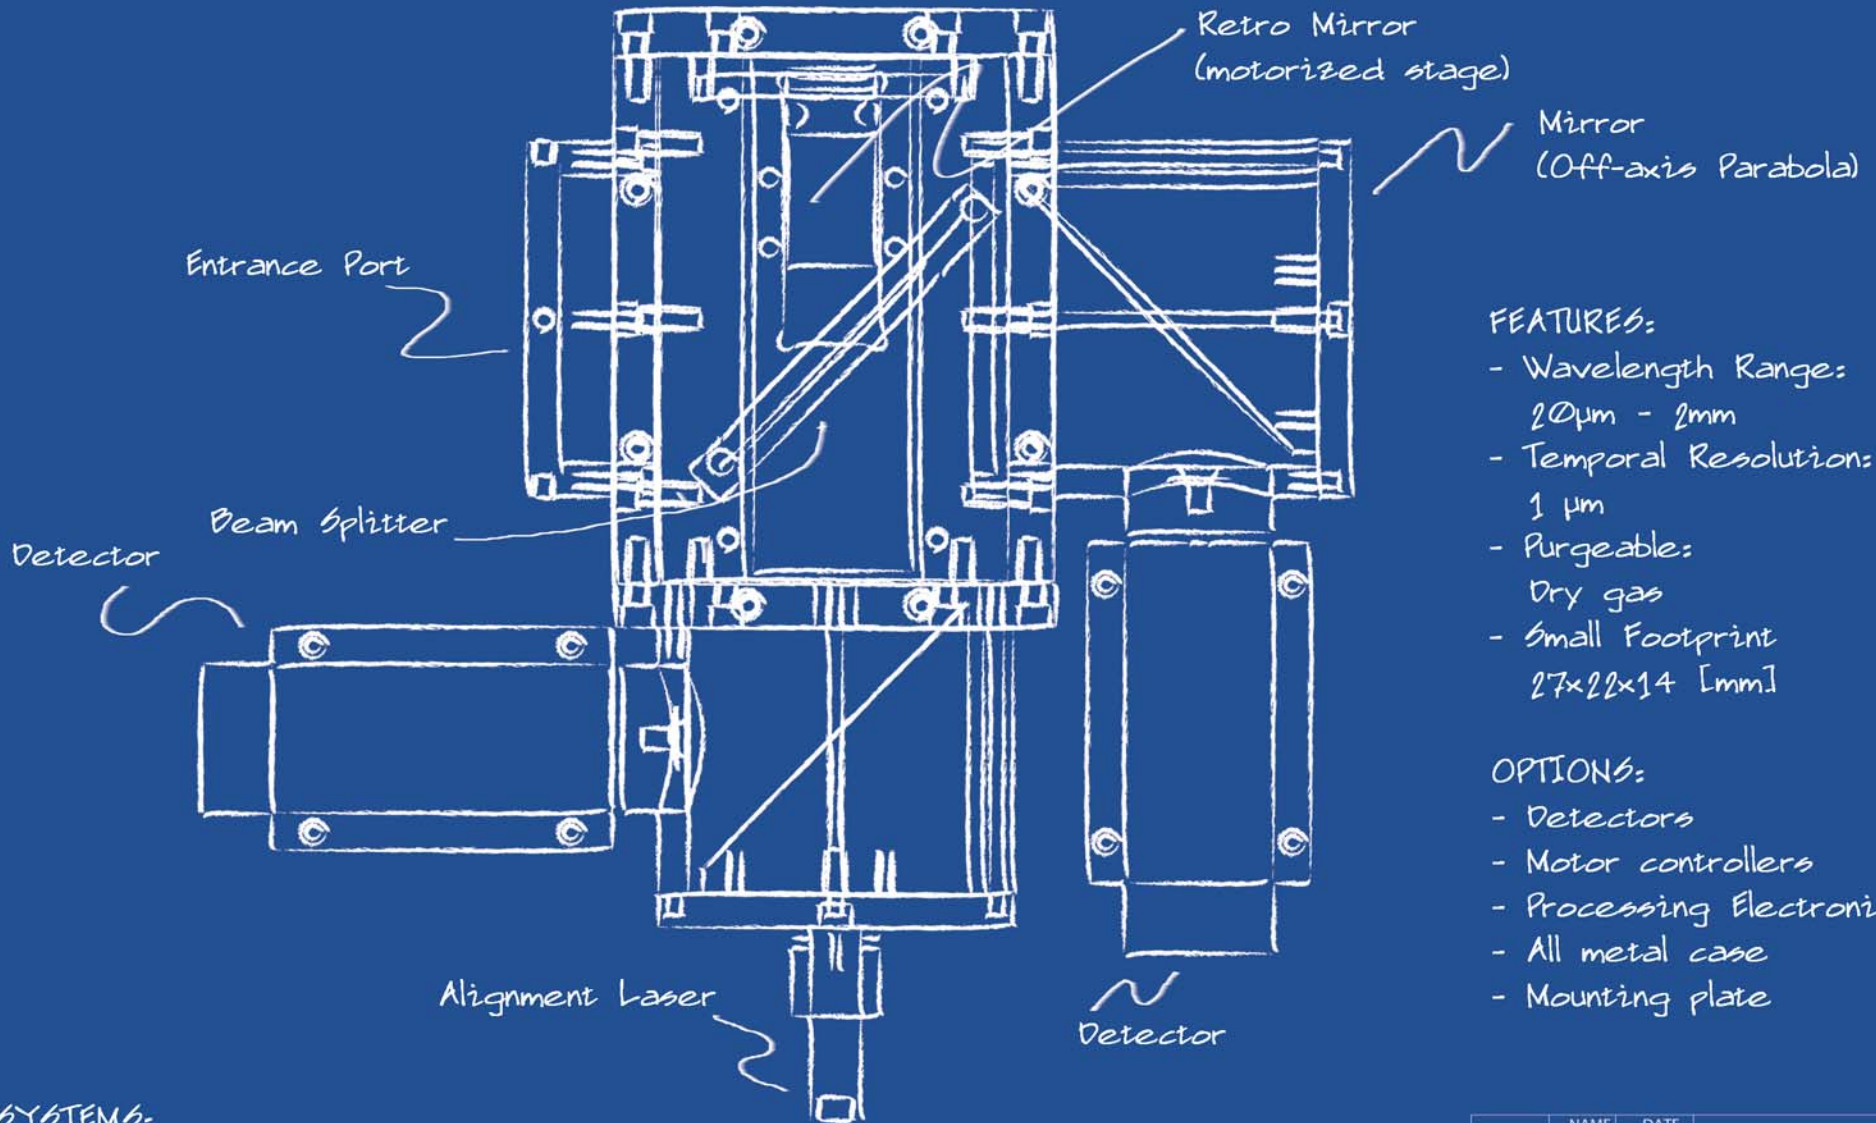 Retro Mirror
(motorized stage)
Mirror
(Off-axis Parabola)
Entrance Port
Beam Splitter
Detector
Alignment Laser
Detector
FEATURES:
- Wavelength Range:
20µm - 2mm
- Temporal Resolution:
1 µm
- Purgeable:
Dry gas
- Small Footprint
27x22x14 [mm]
OPTIONS:
- Detectors
- Motor controllers
- Processing Electroni
- All metal case
- Mounting plate
SYSTEMS:
NAME DATE